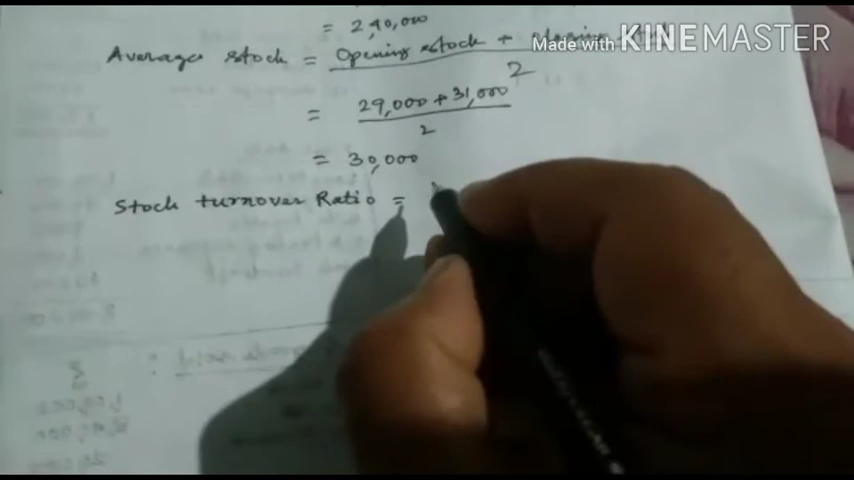 = 2,40,000
Average stock = Opening stock +
2
Made with KINEMASTER
= 29,000 + 31,000
2
= 30,000
Stock turnover Ratio =